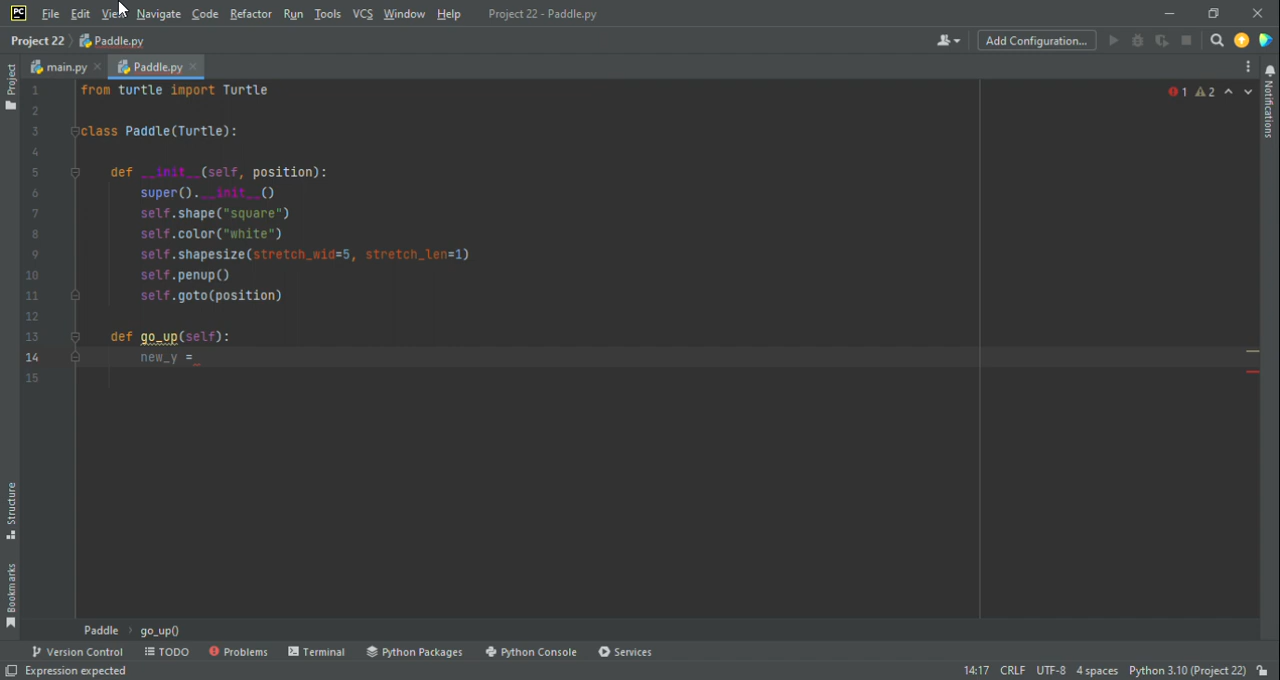 PC File Edit View Navigate Code Refactor Run Tools VCS Window Help Project 22 - Paddle.py
Project 22 Paddle.py Add Configuration...
Project main.py Paddle.py Notifications
1 from turtle import Turtle 1 2
2
3 class Paddle(Turtle):
4
5 def __init__(self, position):
6 super().__init__()
7 self.shape("square")
8 self.color("white")
9 self.shapesize(stretch_wid=5, stretch_len=1)
10 self.penup()
11 self.goto(position)
12
13 def go_up(self):
14 new_y =
15
Structure
Bookmarks
Paddle go_up()
Version Control TODO Problems Terminal Python Packages Python Console Services
Expression expected 14:17 CRLF UTF-8 4 spaces Python 3.10 (Project 22)